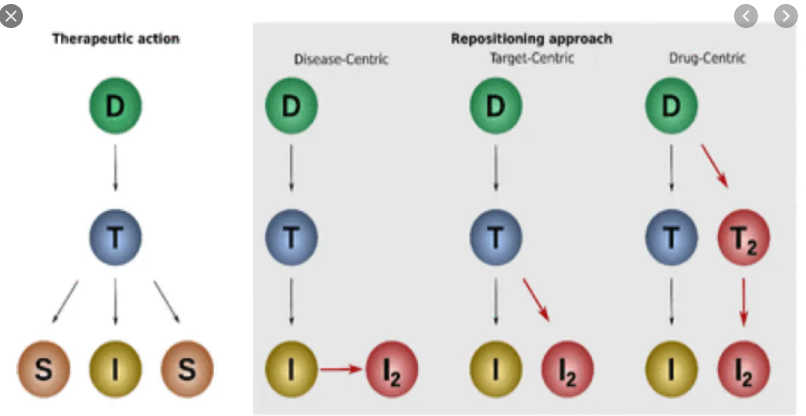 Therapeutic action
Repositioning approach
Disease-Centric
Target-Centric
Drug-Centric
D
D
D
D
T
T
T
T
T2
S
I
S
I
I2
I
I2
I
I2